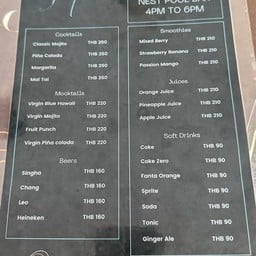 Cocktails
Classic Mojito THB 260
Piña Colada THB 260
Margarita THB 260
Mai Tai THB 260
Mocktails
Virgin Blue Hawaii THB 220
Virgin Mojito THB 220
Fruit Punch THB 220
Virgin Piña colada THB 220
Beers
Singha THB 160
Chang THB 160
Leo THB 160
Heineken THB 160
NEST POOL BAR
4PM TO 6PM
Smoothies
Mixed Berry THB 210
Strawberry Banana THB 210
Passion Mango THB 210
Juices
Orange Juice THB 210
Pineapple Juice THB 210
Apple Juice THB 210
Soft Drinks
Coke THB 90
Coke Zero THB 90
Fanta Orange THB 90
Sprite THB 90
Soda THB 90
Tonic THB 90
Ginger Ale THB 90